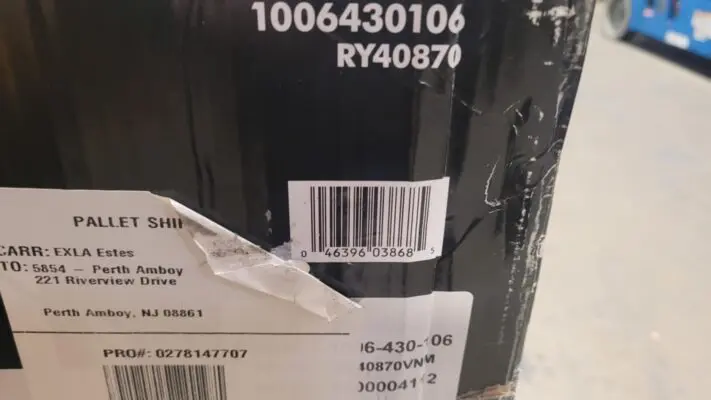 1006430106
RY40870
0 46396 03868 5
PALLET SHI
CARR: EXLA Estes
TO: 5854 – Perth Amboy
221 Riverview Drive
Perth Amboy, NJ 08861
PRO#: 0278147707
06-430-106
40870VNM